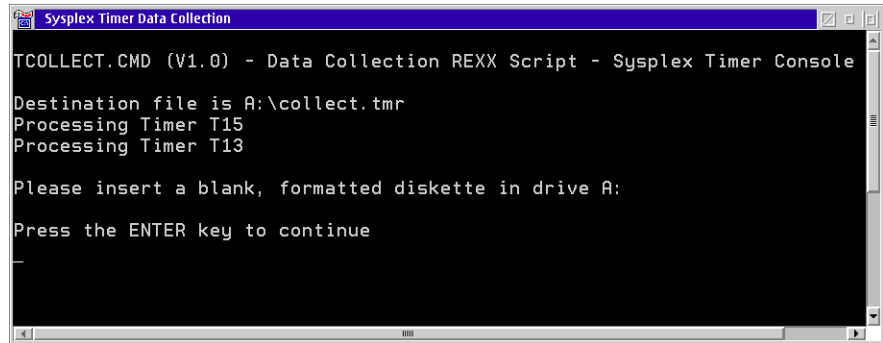 Sysplex Timer Data Collection
TCOLLECT.CMD (V1.0) - Data Collection REXX Script - Sysplex Timer Console
Destination file is A:\collect.tmr
Processing Timer T15
Processing Timer T13
Please insert a blank, formatted diskette in drive A:
Press the ENTER key to continue
_